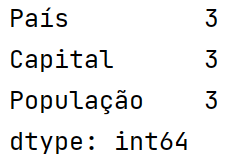 País          3
Capital       3
População     3
dtype: int64